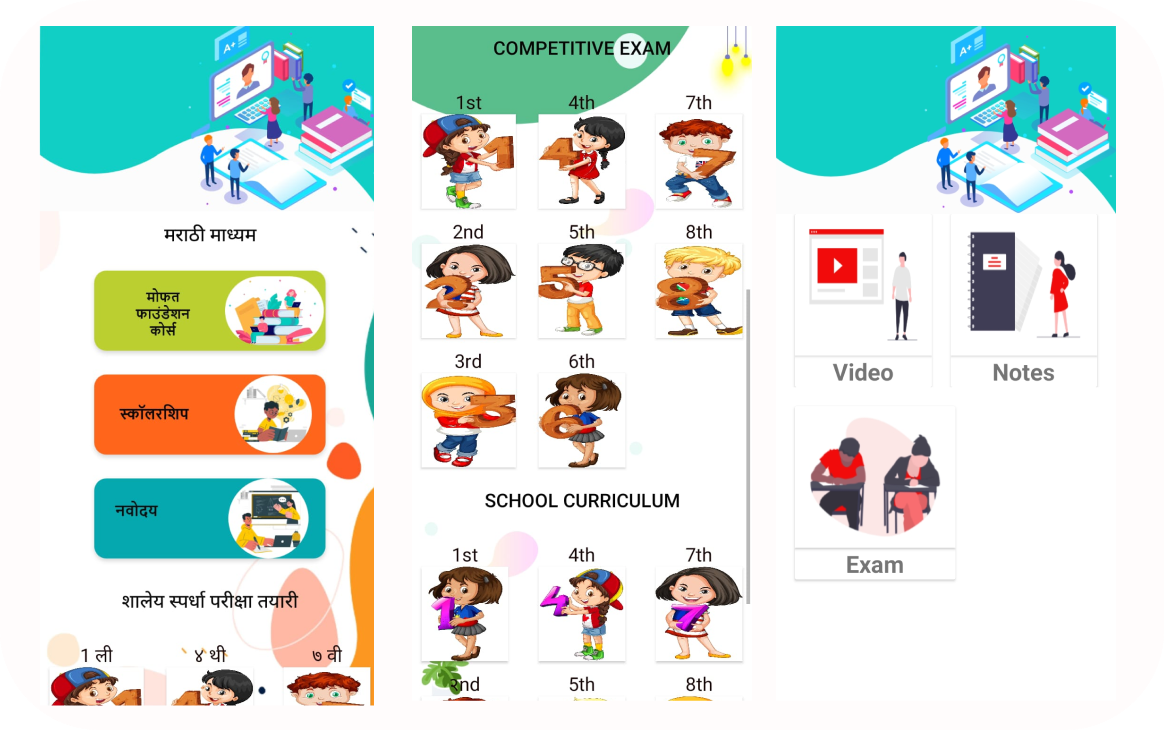 मराठी माध्यम
मोफत
फाउंडेशन
कोर्स
स्कॉलरशिप
नवोदय
शालेय स्पर्धा परीक्षा तयारी
1 ली ४ थी ७ वी
COMPETITIVE EXAM
1st 4th 7th
2nd 5th 8th
3rd 6th
SCHOOL CURRICULUM
1st 4th 7th
2nd 5th 8th
A+
Video Notes
Exam